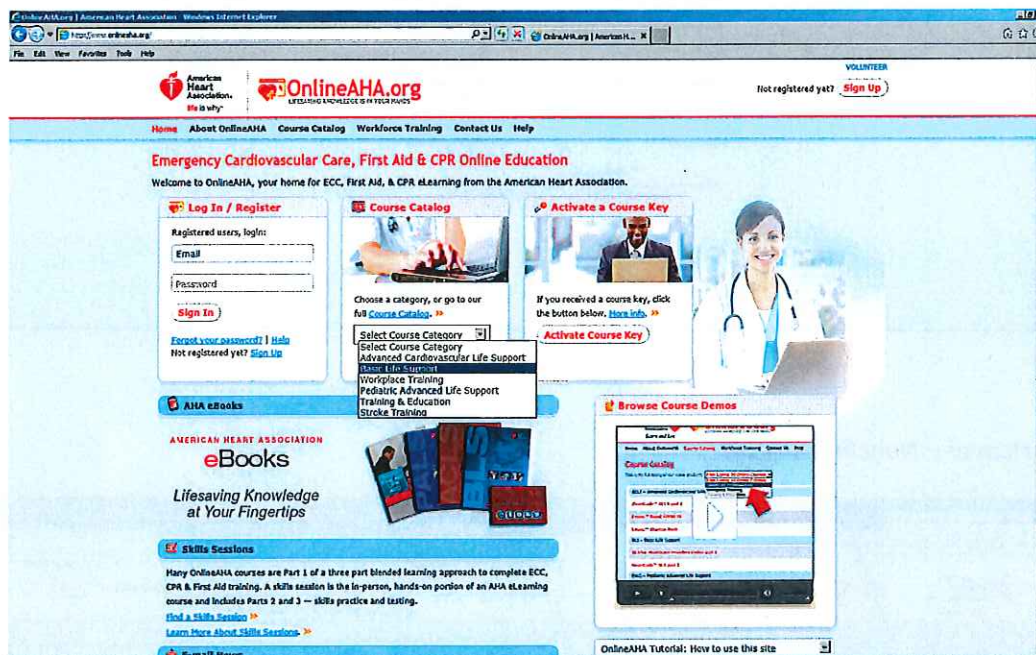 OnlineAHA.org | American Heart Association - Windows Internet Explorer
http://www.onlineaha.org/
OnlineAHA.org | American H...
File Edit View Favorites Tools Help
American
Heart
Association.
life is why™
OnlineAHA.org
LIFESAVING KNOWLEDGE IS IN YOUR HANDS
VOLUNTEER
Not registered yet? Sign Up
Home About OnlineAHA Course Catalog Workforce Training Contact Us Help
Emergency Cardiovascular Care, First Aid & CPR Online Education
Welcome to OnlineAHA, your home for ECC, First Aid, & CPR eLearning from the American Heart Association.
Log In / Register
Registered users, login:
Email
Password
Sign In
Forgot your password? | Help
Not registered yet? Sign Up
Course Catalog
Choose a category, or go to our
full Course Catalog. »
Select Course Category
Select Course Category
Advanced Cardiovascular Life Support
Basic Life Support
Workplace Training
Pediatric Advanced Life Support
Training & Education
Stroke Training
Activate a Course Key
If you received a course key, click
the button below. More info. »
Activate Course Key
AHA eBooks
AMERICAN HEART ASSOCIATION
eBooks
Lifesaving Knowledge
at Your Fingertips
Skills Sessions
Many OnlineAHA courses are Part 1 of a three part blended learning approach to complete ECC,
CPR & First Aid training. A skills session is the in-person, hands-on portion of an AHA eLearning
course and includes Parts 2 and 3 — skills practice and testing.
Find a Skills Session »
Learn More About Skills Sessions. »
E-mail News
Browse Course Demos
Course Catalog
OnlineAHA Tutorial: How to use this site